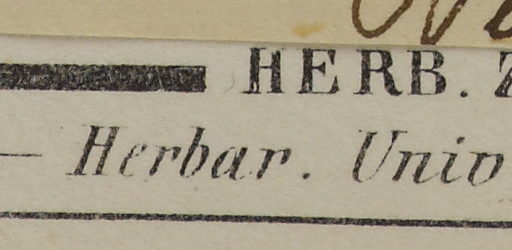 HERB. Z
Herbar. Univ